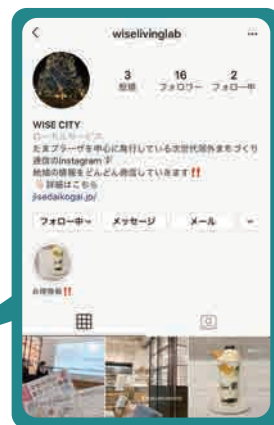 wiselivinglab
3 16 2
投稿 フォロワー フォロー中
WISE CITY
ローカルサービス
たまプラーザを中心に発行している次世代郊外まちづくり
通信のInstagram
地域の情報をどんどん発信していきます‼
詳細はこちら
jisedaikogai.jp/
フォロー中 メッセージ メール